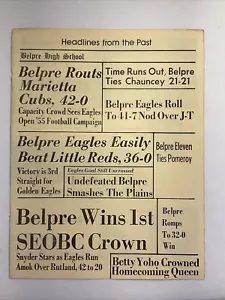 Headlines from the Past
Belpre High School
Belpre Routs
Marietta
Cubs, 42-0
Capacity Crowd Sees Eagles
Open '55 Football Campaign
Time Runs Out, Belpre
Ties Chauncey 21-21
Belpre Eagles Roll
To 41-7 Nod Over J-T
Belpre Eagles Easily
Beat Little Reds, 36-0
Belpre Eleven
Ties Pomeroy
Victory is 3rd
Straight for
Golden Eagles
Eagles Goal Still Uncrossed
Undefeated Belpre
Smashes The Plains
Belpre Wins 1st
SEOBC Crown
Snyder Stars as Eagles Run
Amok Over Rutland, 42 to 20
Belpre
Romps
To 32-0
Win
Betty Yoho Crowned
Homecoming Queen